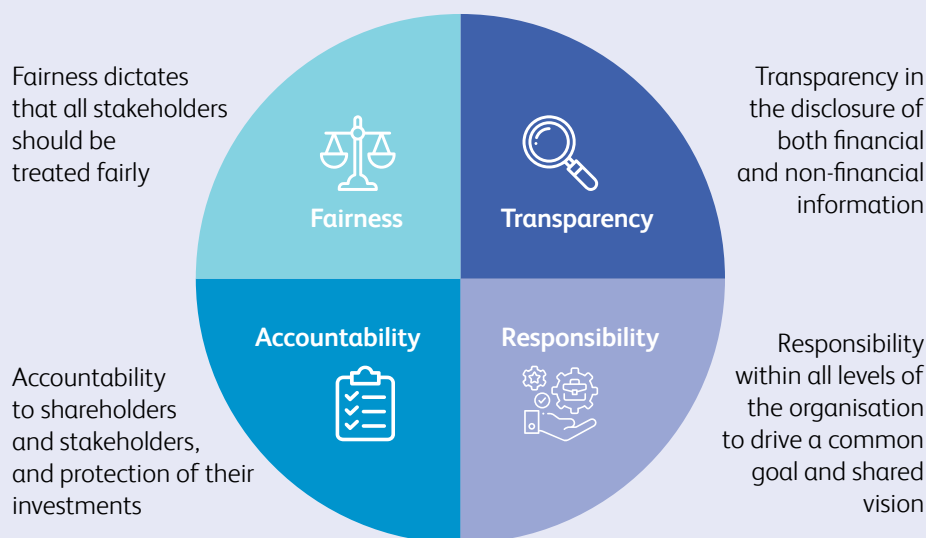 Fairness dictates
that all stakeholders
should be
treated fairly
Fairness
Transparency
Transparency in
the disclosure of
both financial
and non-financial
information
Accountability
to shareholders
and stakeholders,
and protection of their
investments
Accountability
Responsibility
Responsibility
within all levels of
the organisation
to drive a common
goal and shared
vision